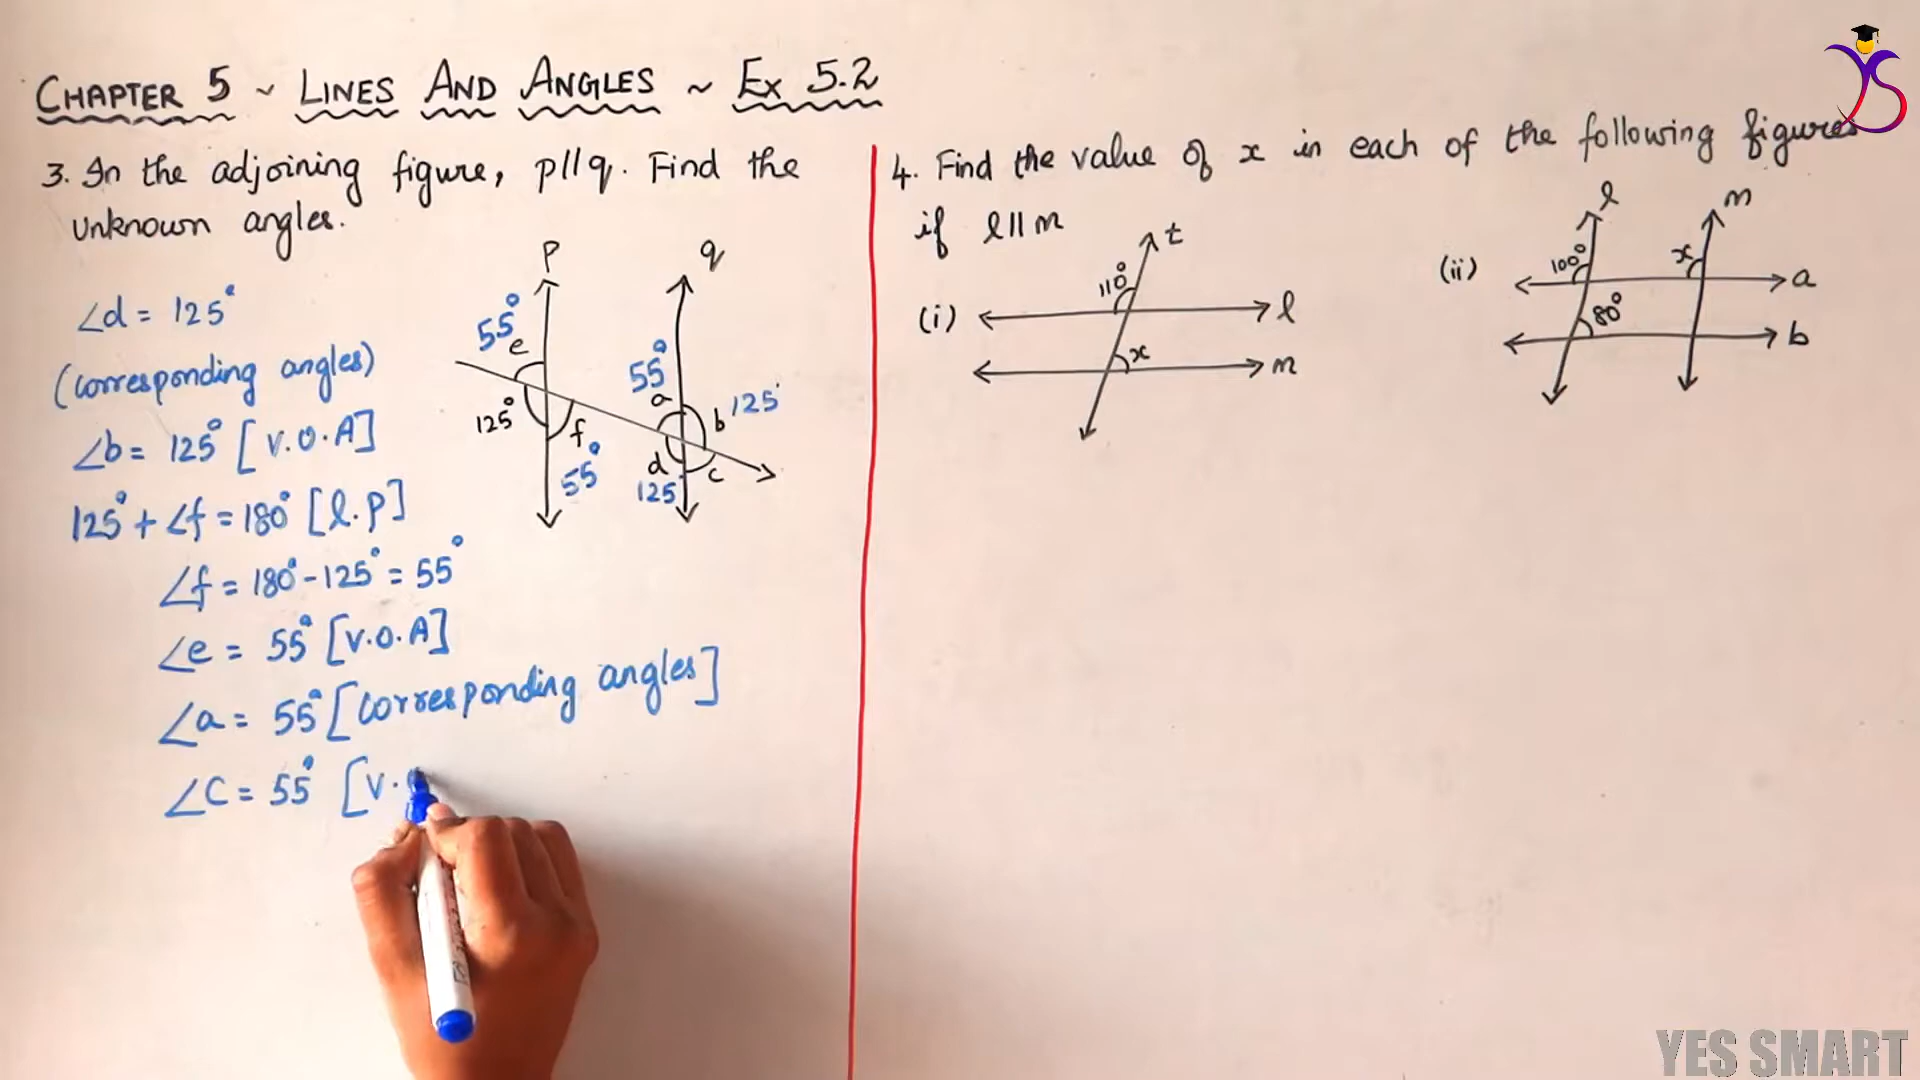 CHAPTER 5 ~ LINES AND ANGLES ~ Ex 5.2
3. In the adjoining figure, p||q. Find the
unknown angles.
∠d = 125°
(corresponding angles)
∠b = 125° [V.O.A]
125° + ∠f = 180° [l.p]
∠f = 180° - 125° = 55°
∠e = 55° [V.O.A]
∠a = 55° [corresponding angles]
∠C = 55° [V.
p
q
55°
e
125°
f
55°
55°
a
b 125°
d
c
125°
4. Find the value of x in each of the following figures
if l||m
(i)
t
110°
l
x
m
(ii)
l
m
100°
x
a
80°
b
YS
YES SMART